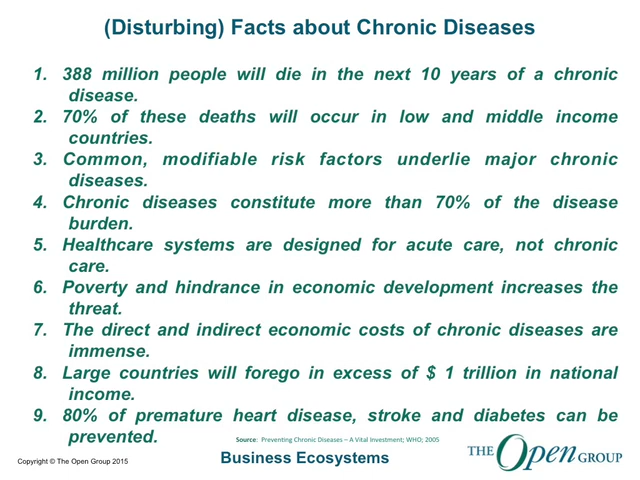 (Disturbing) Facts about Chronic Diseases
1. 388 million people will die in the next 10 years of a chronic
disease.
2. 70% of these deaths will occur in low and middle income
countries.
3. Common, modifiable risk factors underlie major chronic
diseases.
4. Chronic diseases constitute more than 70% of the disease
burden.
5. Healthcare systems are designed for acute care, not chronic
care.
6. Poverty and hindrance in economic development increases the
threat.
7. The direct and indirect economic costs of chronic diseases are
immense.
8. Large countries will forego in excess of $ 1 trillion in national
income.
9. 80% of premature heart disease, stroke and diabetes can be
prevented.
Source: Preventing Chronic Diseases – A Vital Investment; WHO; 2005
Copyright © The Open Group 2015
Business Ecosystems
THE Open GROUP